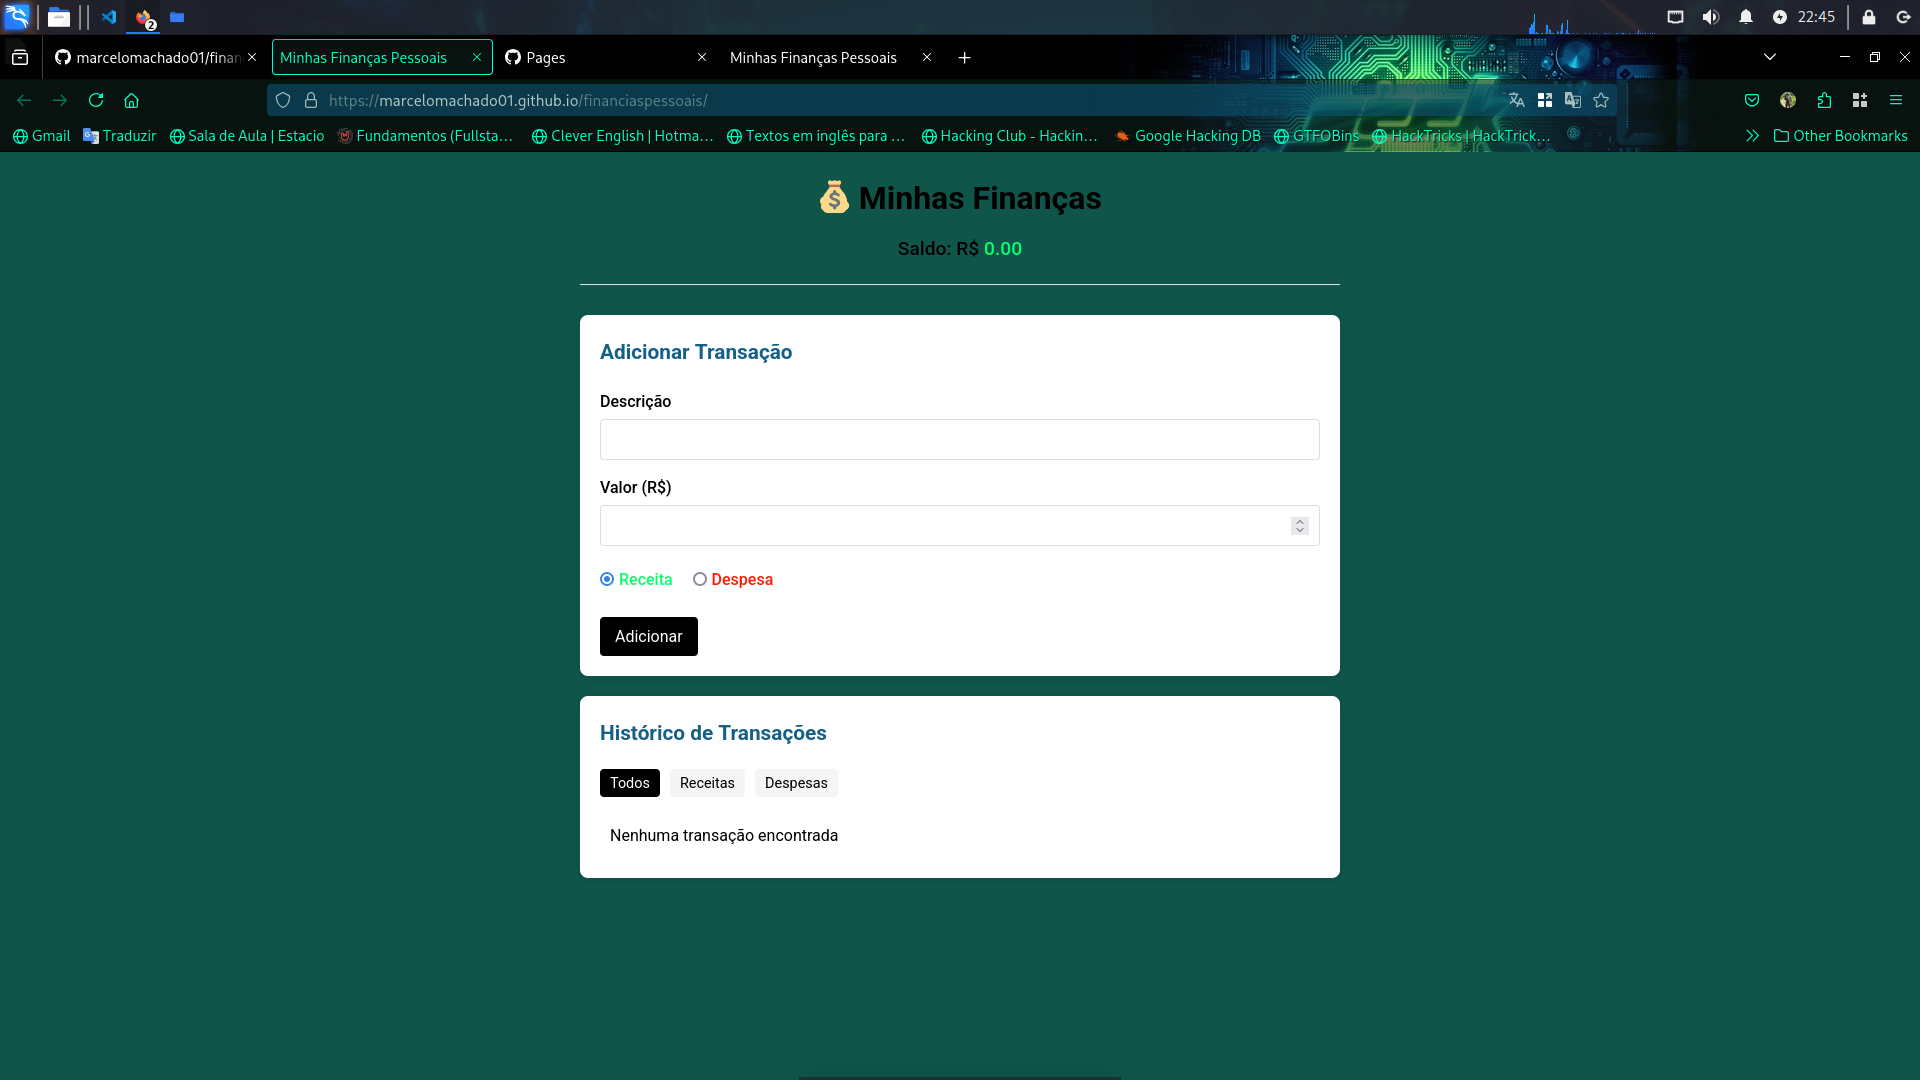 2
22:45
marcelomachado01/finan
Minhas Finanças Pessoais
Pages
Minhas Finanças Pessoais
https://marcelomachado01.github.io/financiaspessoais/
Gmail
Traduzir
Sala de Aula | Estacio
Fundamentos (Fullsta…
Clever English | Hotma…
Textos em inglês para …
Hacking Club - Hackin…
Google Hacking DB
GTFOBins
HackTricks | HackTrick…
Other Bookmarks
Minhas Finanças
Saldo: R$ 0.00
Adicionar Transação
Descrição
Valor (R$)
Receita Despesa
Adicionar
Histórico de Transações
Todos Receitas Despesas
Nenhuma transação encontrada